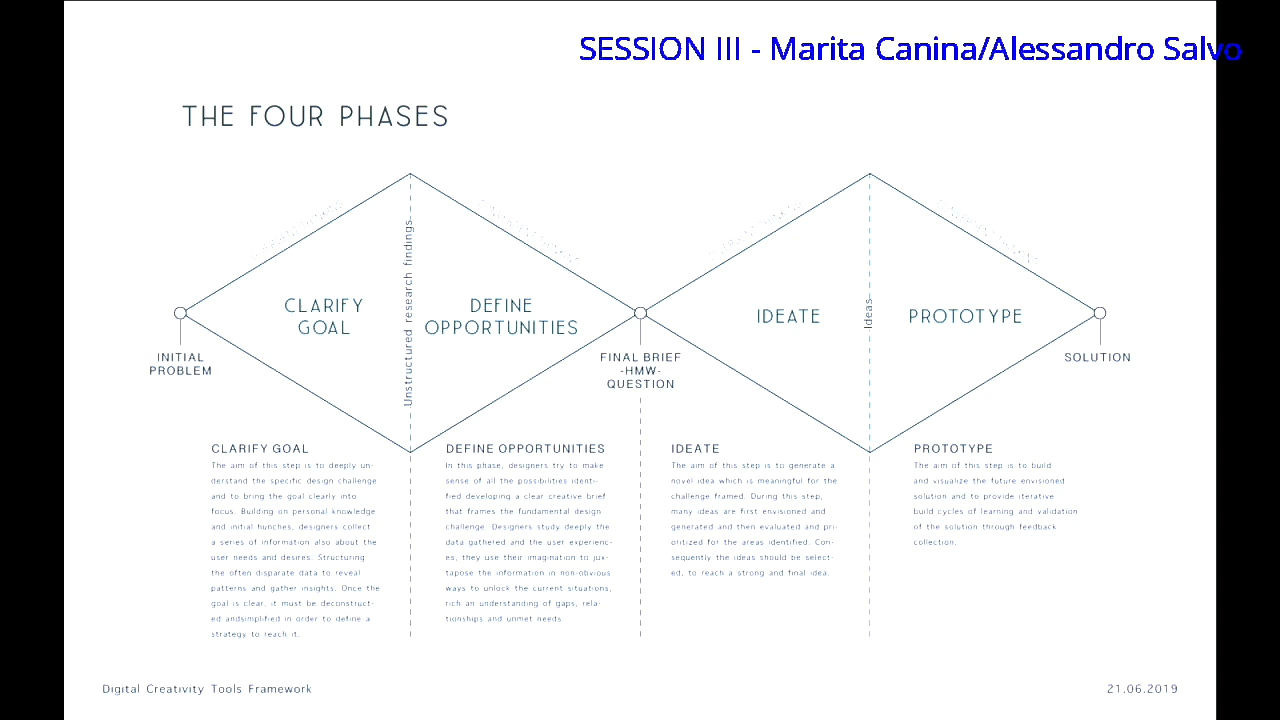 SESSION III - Marita Canina/Alessandro Salvo
THE FOUR PHASES
Unstructured research findings
Ideas
CLARIFY
GOAL
DEFINE
OPPORTUNITIES
IDEATE
PROTOTYPE
INITIAL
PROBLEM
FINAL BRIEF
-HMW-
QUESTION
SOLUTION
CLARIFY GOAL
The aim of this step is to deeply un-
derstand the specific design challenge
and to bring the goal clearly into
focus. Building on personal knowledge
and initial hunches, designers collect
a series of information also about the
user needs and desires. Structuring
the often disparate data to reveal
patterns and gather insights. Once the
goal is clear, it must be deconstruct-
ed andsimplified in order to define a
strategy to reach it.
DEFINE OPPORTUNITIES
In this phase, designers try to make
sense of all the possibilities identi-
fied developing a clear creative brief
that frames the fundamental design
challenge. Designers study deeply the
data gathered and the user experienc-
es, they use their imagination to jux-
tapose the information in non-obvious
ways to unlock the current situations,
rich an understanding of gaps, rela-
tionships and unmet needs.
IDEATE
The aim of this step is to generate a
novel idea which is meaningful for the
challenge framed. During this step,
many ideas are first envisioned and
generated and then evaluated and pri-
oritized for the areas identified. Con-
sequently the ideas should be select-
ed, to reach a strong and final idea.
PROTOTYPE
The aim of this step is to build
and visualize the future envisioned
solution and to provide iterative
build cycles of learning and validation
of the solution through feedback
collection.
Digital Creativity Tools Framework
21.06.2019